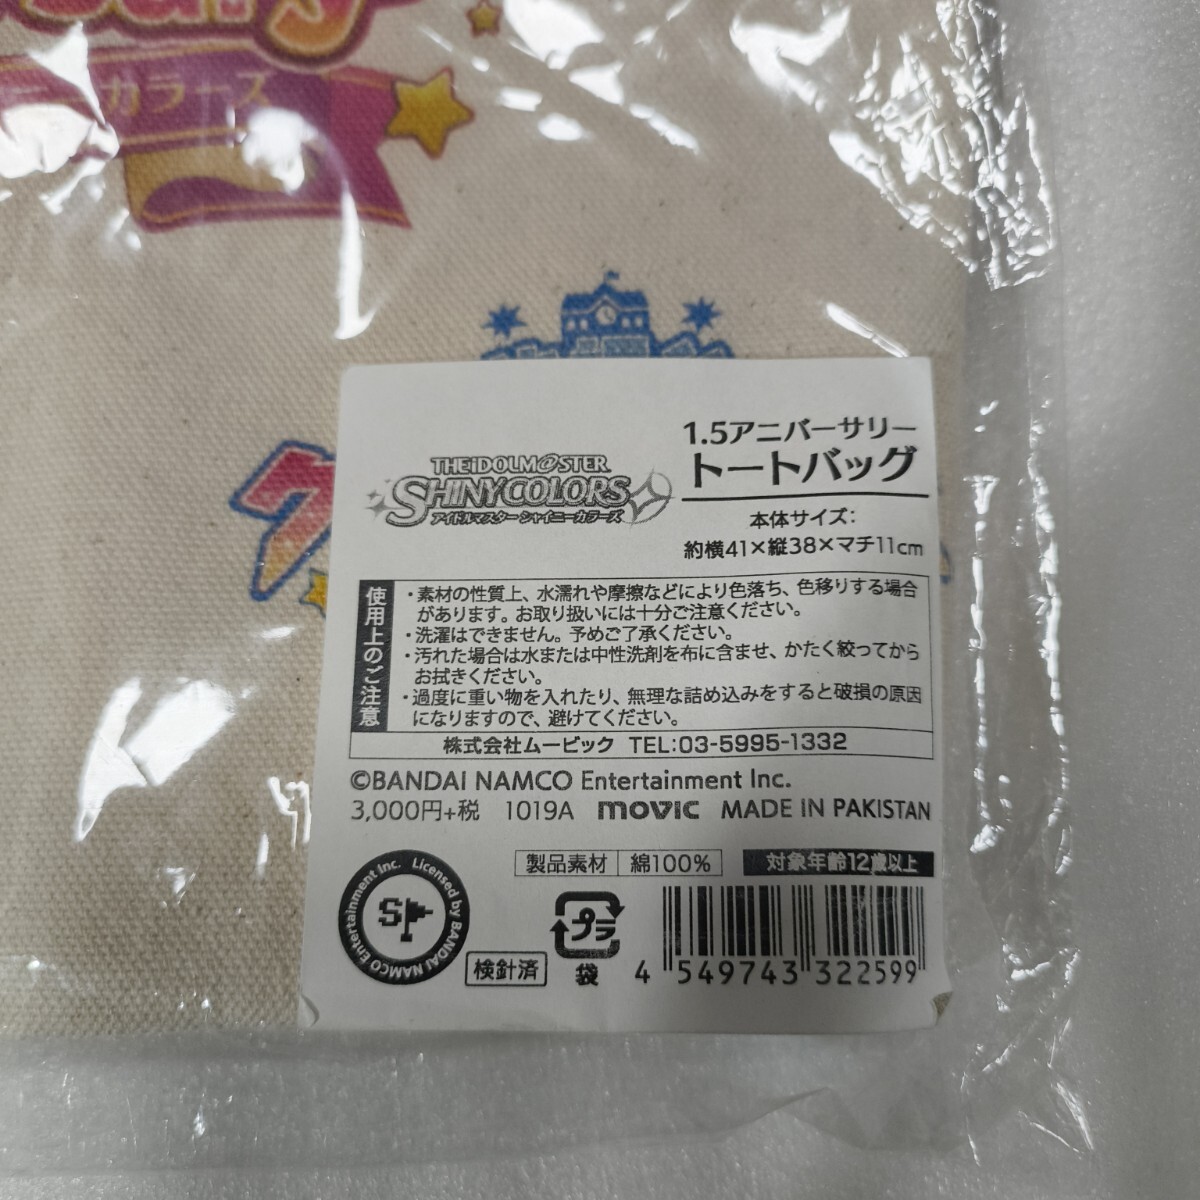 カラーズ
THE iDOLM@STER
SHINYCOLORS
アイドルマスター シャイニーカラーズ
1.5アニバーサリー
トートバッグ
本体サイズ:
約横41×縦38×マチ11cm
使用上のご注意
・素材の性質上、水濡れや摩擦などにより色落ち、色移りする場合
があります。お取り扱いには十分ご注意ください。
・洗濯はできません。予めご了承ください。
・汚れた場合は水または中性洗剤を布に含ませ、かたく絞ってから
お拭きください。
・過度に重い物を入れたり、無理な詰め込みをすると破損の原因
になりますので、避けてください。
株式会社ムービック TEL:03-5995-1332
©BANDAI NAMCO Entertainment Inc.
3,000円+税 1019A movic MADE IN PAKISTAN
製品素材 綿100% 対象年齢12歳以上
Licensed by BANDAI NAMCO Entertainment Inc.
検針済
プラ
袋
4 549743 322599